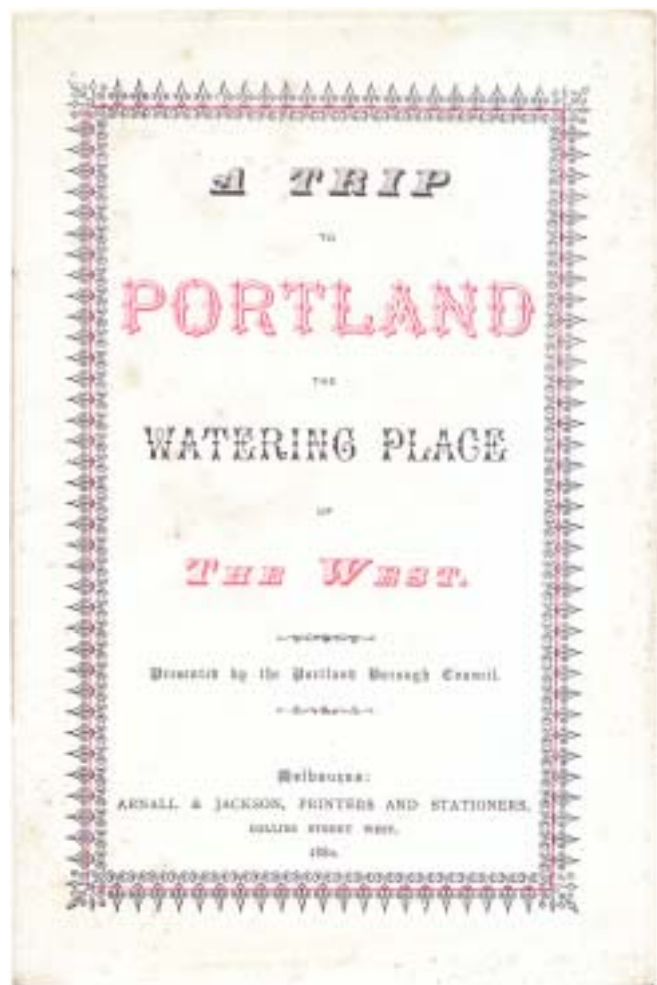 A TRIP
TO
PORTLAND
THE
WATERING PLACE
OF
THE WEST.
Presented by the Portland Borough Council.
Melbourne:
ARNALL & JACKSON, PRINTERS AND STATIONERS,
COLLINS STREET WEST.